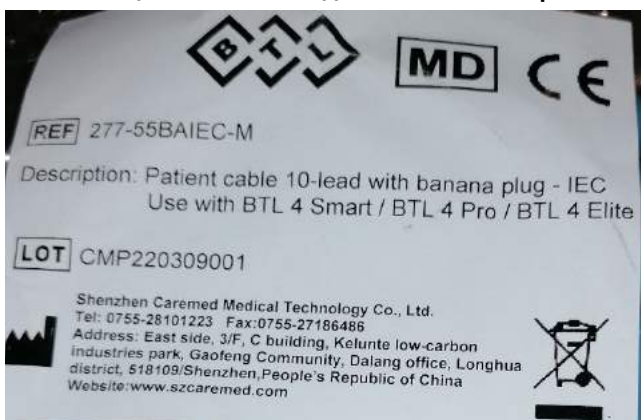 BTL MD CE
REF 277-55BAIEC-M
Description: Patient cable 10-lead with banana plug - IEC
Use with BTL 4 Smart / BTL 4 Pro / BTL 4 Elite
LOT CMP220309001
Shenzhen Caremed Medical Technology Co., Ltd.
Tel: 0755-28101223 Fax:0755-27186486
Address: East side, 3/F, C building, Kelunte low-carbon
industries park, Gaofeng Community, Dalang office, Longhua
district, 518109/Shenzhen,People's Republic of China
Website:www.szcaremed.com